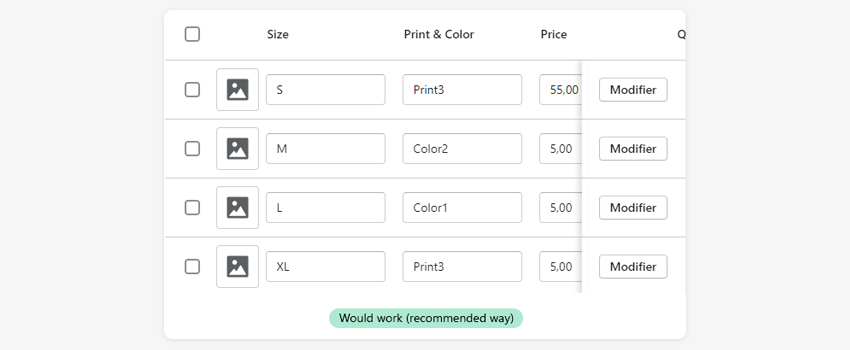 Size Print & Color Price Q
S Print3 55,00 Modifier
M Color2 5,00 Modifier
L Color1 5,00 Modifier
XL Print3 5,00 Modifier
Would work (recommended way)